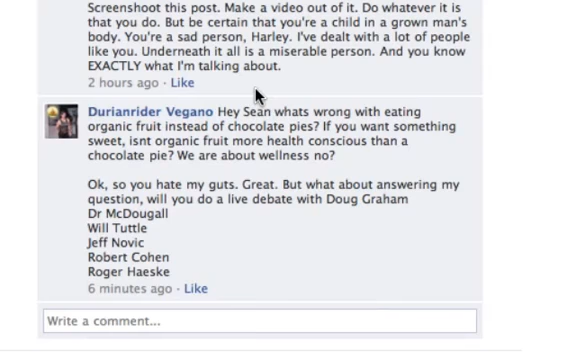 Screenshoot this post. Make a video out of it. Do whatever it is
that you do. But be certain that you're a child in a grown man's
body. You're a sad person, Harley. I've dealt with a lot of people
like you. Underneath it all is a miserable person. And you know
EXACTLY what I'm talking about.
2 hours ago · Like
Durianrider Vegano Hey Sean whats wrong with eating
organic fruit instead of chocolate pies? If you want something
sweet, isnt organic fruit more health conscious than a
chocolate pie? We are about wellness no?
Ok, so you hate my guts. Great. But what about answering my
question, will you do a live debate with Doug Graham
Dr McDougall
Will Tuttle
Jeff Novic
Robert Cohen
Roger Haeske
6 minutes ago · Like
Write a comment...